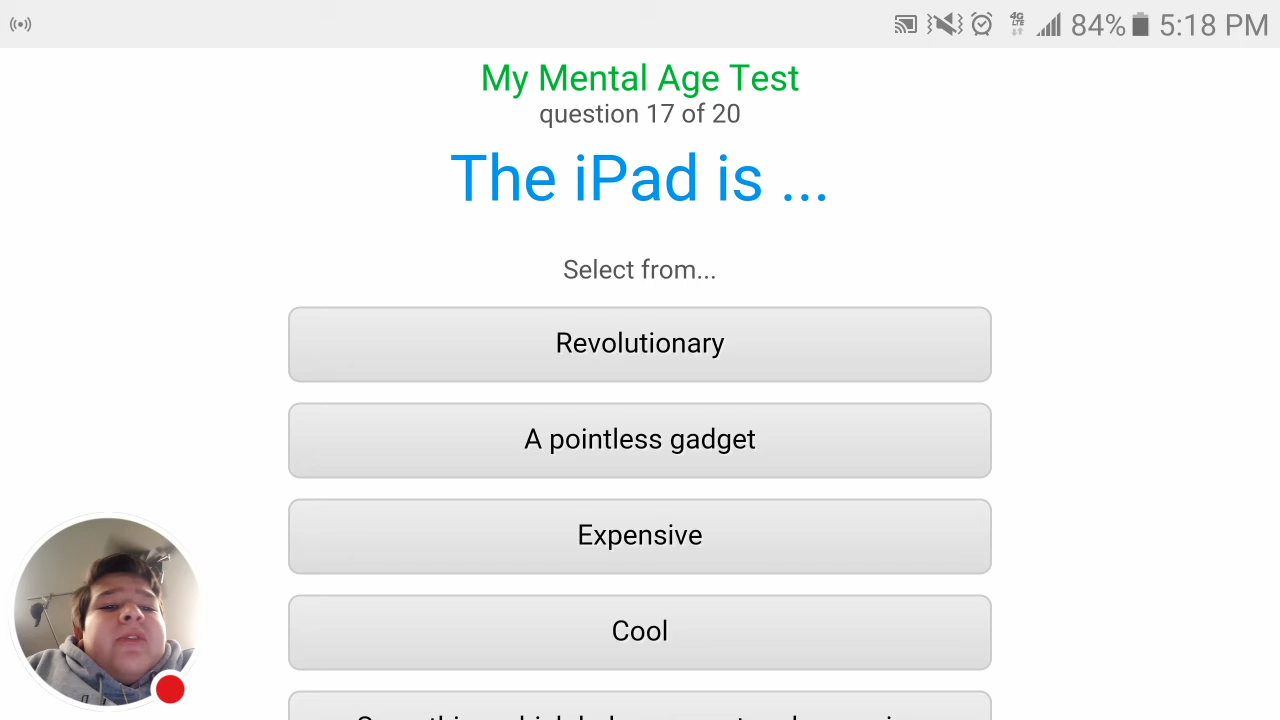 84% 5:18 PM
My Mental Age Test
question 17 of 20
The iPad is ...
Select from...
Revolutionary
A pointless gadget
Expensive
Cool